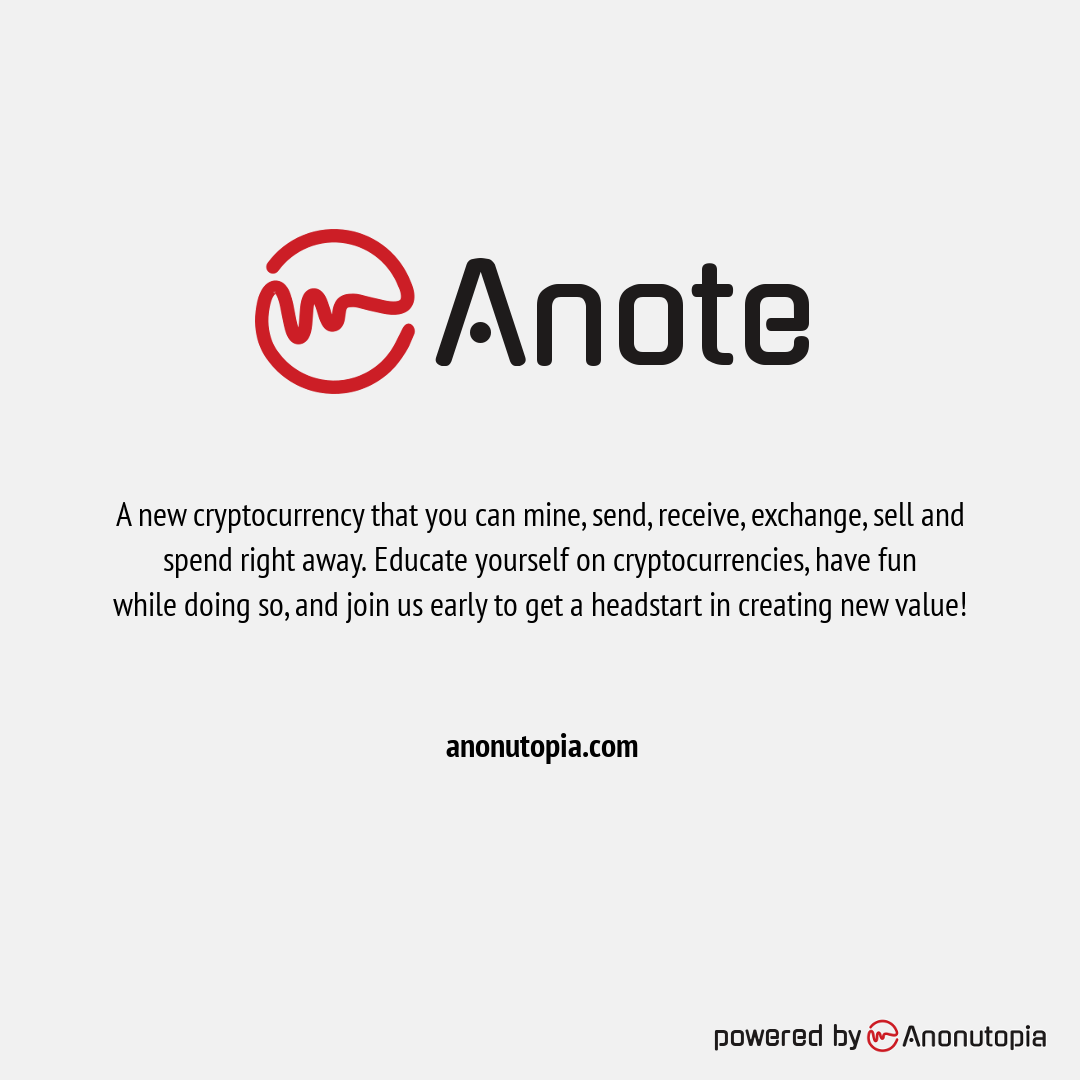 Anote
A new cryptocurrency that you can mine, send, receive, exchange, sell and
spend right away. Educate yourself on cryptocurrencies, have fun
while doing so, and join us early to get a headstart in creating new value!
anonutopia.com
powered by Anonutopia